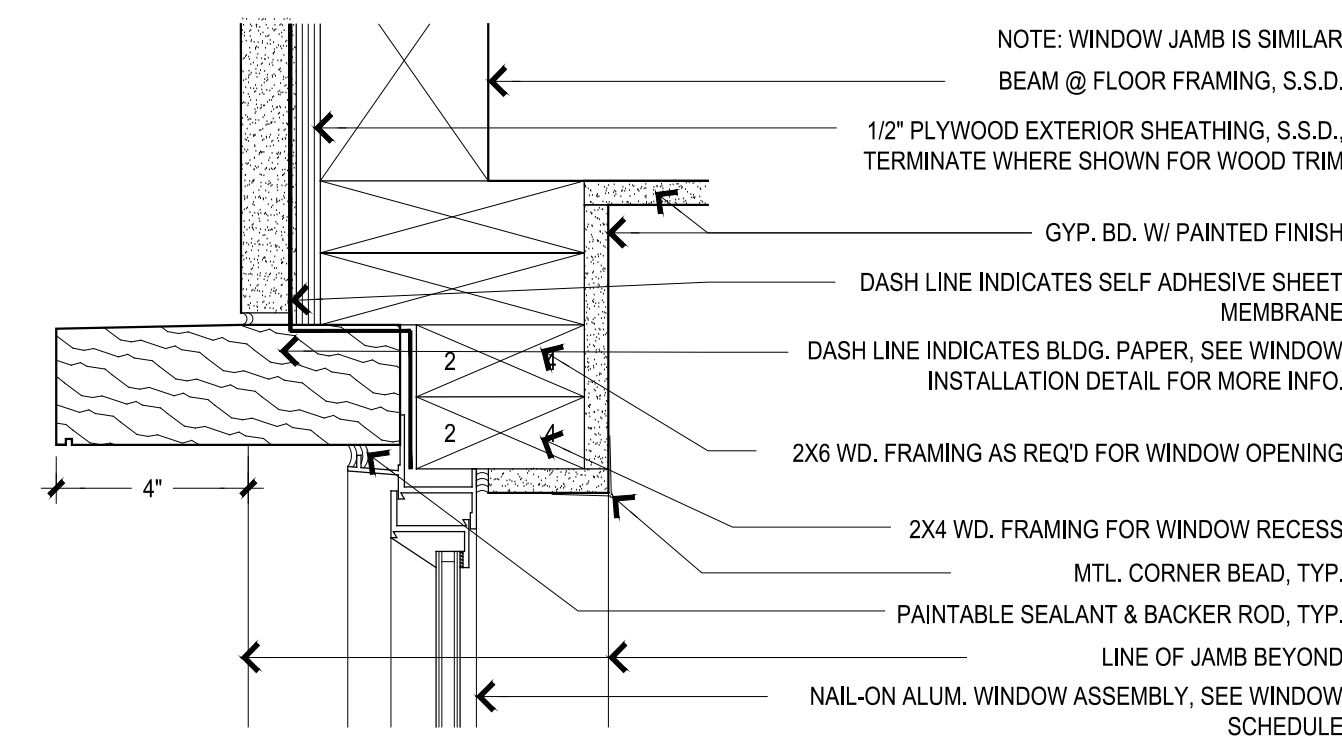 NOTE: WINDOW JAMB IS SIMILAR
BEAM @ FLOOR FRAMING, S.S.D.
1/2" PLYWOOD EXTERIOR SHEATHING, S.S.D.,
TERMINATE WHERE SHOWN FOR WOOD TRIM
GYP. BD. W/ PAINTED FINISH
DASH LINE INDICATES SELF ADHESIVE SHEET
MEMBRANE
DASH LINE INDICATES BLDG. PAPER, SEE WINDOW
INSTALLATION DETAIL FOR MORE INFO.
2 4
2 4
2X6 WD. FRAMING AS REQ'D FOR WINDOW OPENING
4"
2X4 WD. FRAMING FOR WINDOW RECESS
MTL. CORNER BEAD, TYP.
PAINTABLE SEALANT & BACKER ROD, TYP.
LINE OF JAMB BEYOND
NAIL-ON ALUM. WINDOW ASSEMBLY, SEE WINDOW
SCHEDULE